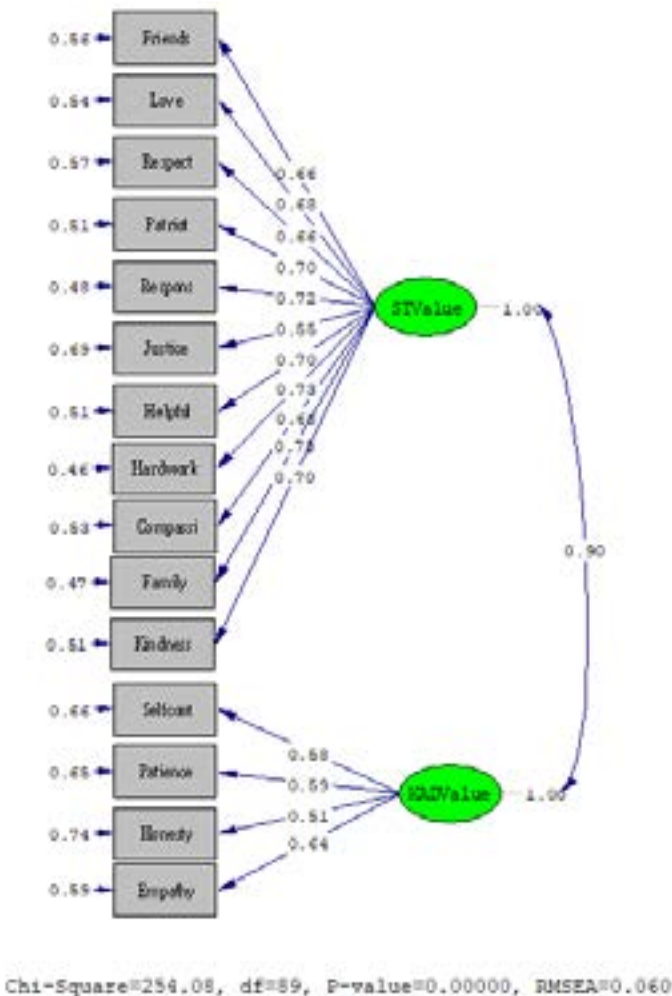 0.56 Friends
0.54 Love
0.57 Respect
0.51 Patriot
0.48 Respons
0.69 Justice
0.51 Helpful
0.46 Hardwork
0.53 Compassi
0.47 Family
0.51 Kindness
0.66 Selfcont
0.65 Patience
0.74 Honesty
0.59 Empathy
0.66
0.68
0.66
0.70
0.72
0.55
0.70
0.73
0.73
0.70
STValue 1.00
0.90
0.58
0.59
0.51
0.64
1.00
Chi-Square=254.08, df=89, P-value=0.00000, RMSEA=0.060